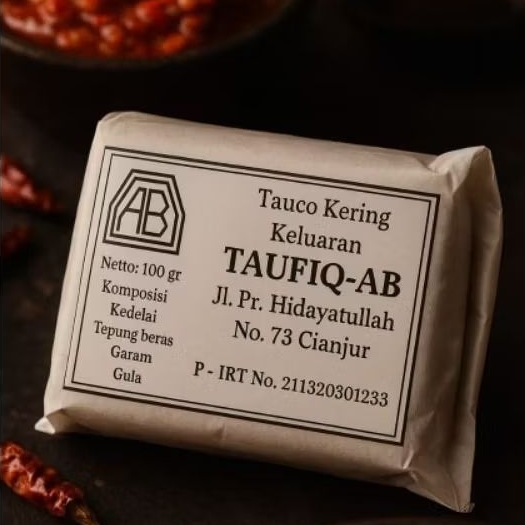 AB
Netto: 100 gr
Komposisi
Kedelai
Tepung beras
Garam
Gula
Tauco Kering
Keluaran
TAUFIQ-AB
Jl. Pr. Hidayatullah
No. 73 Cianjur
P - IRT No. 211320301233